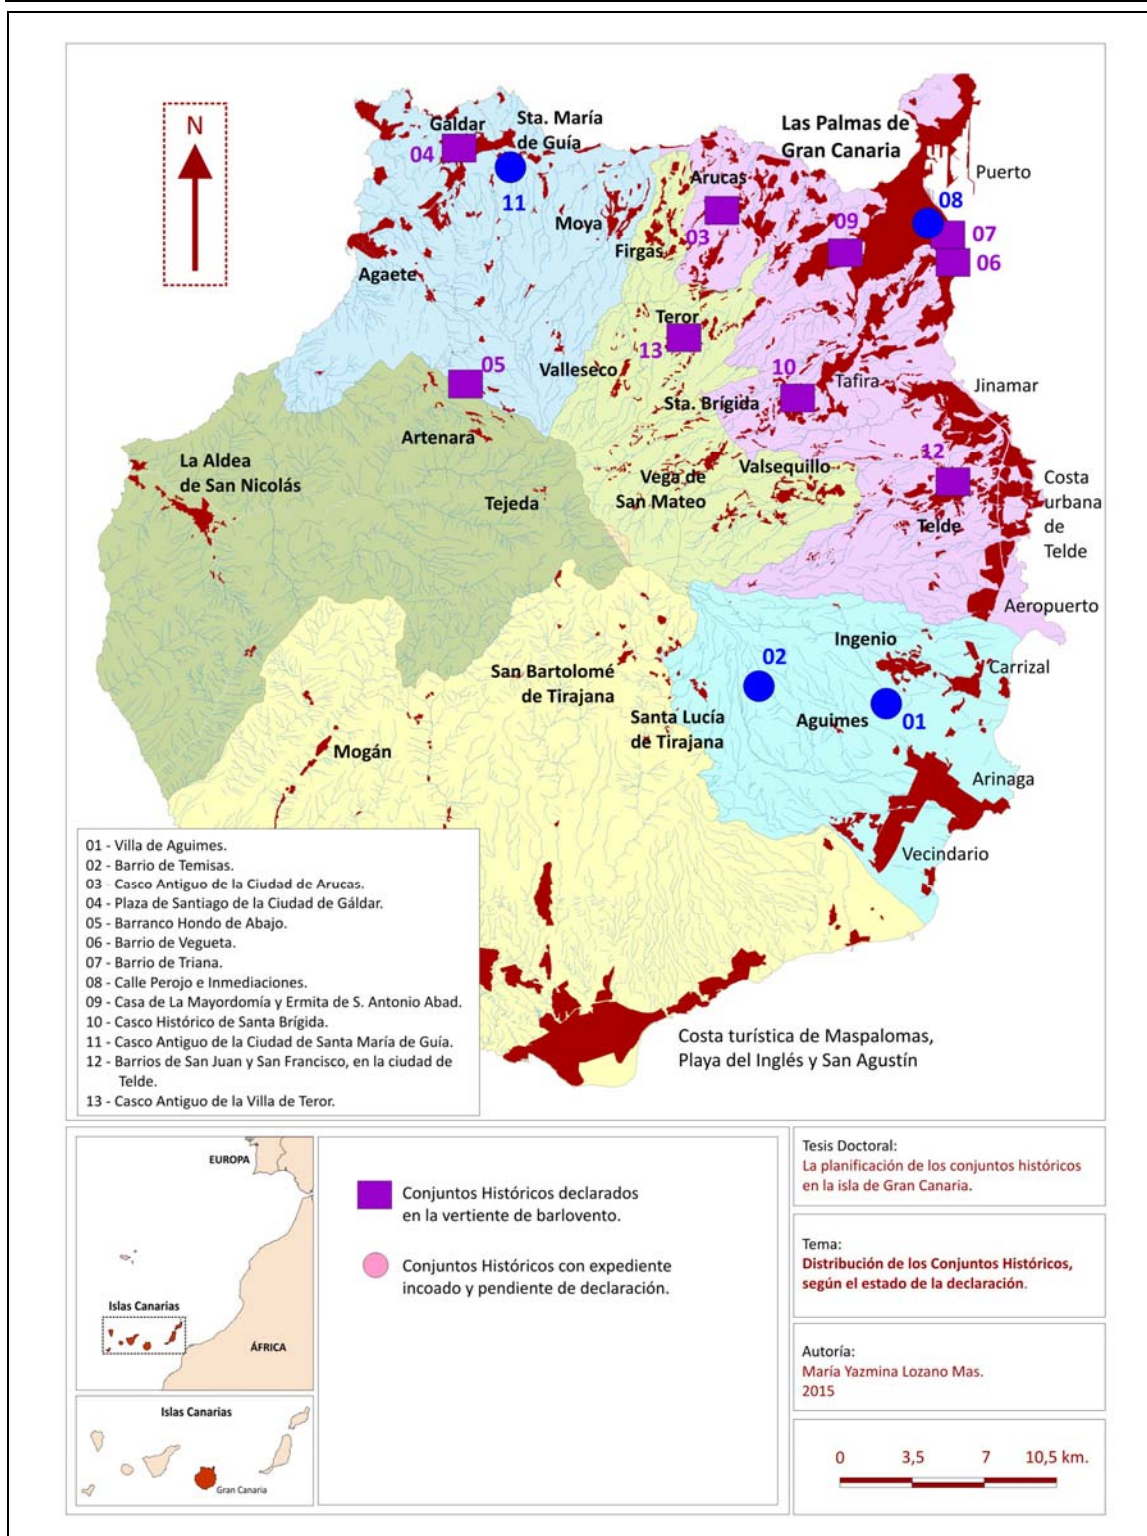 N
Gáldar
04
Sta. María
de Guía
11
Las Palmas de
Gran Canaria
Puerto
Arucas
03
08
09
07
06
Moya
Firgas
Agaete
Teror
13
05
Valleseco
10
Tafira
Jinamar
Sta. Brígida
Artenara
La Aldea
de San Nicolás
Tejeda
Vega de
San Mateo
Valsequillo
12
Telde
Costa
urbana
de
Telde
Aeropuerto
Ingenio
Carrizal
02
San Bartolomé
de Tirajana
Santa Lucía
de Tirajana
Aguimes
01
Mogán
Arinaga
Vecindario
Costa turística de Maspalomas,
Playa del Inglés y San Agustín
01 - Villa de Aguimes.
02 - Barrio de Temisas.
03 - Casco Antiguo de la Ciudad de Arucas.
04 - Plaza de Santiago de la Ciudad de Gáldar.
05 - Barranco Hondo de Abajo.
06 - Barrio de Vegueta.
07 - Barrio de Triana.
08 - Calle Perojo e Inmediaciones.
09 - Casa de La Mayordomía y Ermita de S. Antonio Abad.
10 - Casco Histórico de Santa Brígida.
11 - Casco Antiguo de la Ciudad de Santa María de Guía.
12 - Barrios de San Juan y San Francisco, en la ciudad de
Telde.
13 - Casco Antiguo de la Villa de Teror.
EUROPA
Islas Canarias
ÁFRICA
Islas Canarias
Gran Canaria
Conjuntos Históricos declarados
en la vertiente de barlovento.
Conjuntos Históricos con expediente
incoado y pendiente de declaración.
Tesis Doctoral:
La planificación de los conjuntos históricos
en la isla de Gran Canaria.
Tema:
Distribución de los Conjuntos Históricos,
según el estado de la declaración.
Autoría:
María Yazmina Lozano Mas.
2015
0 3,5 7 10,5 km.